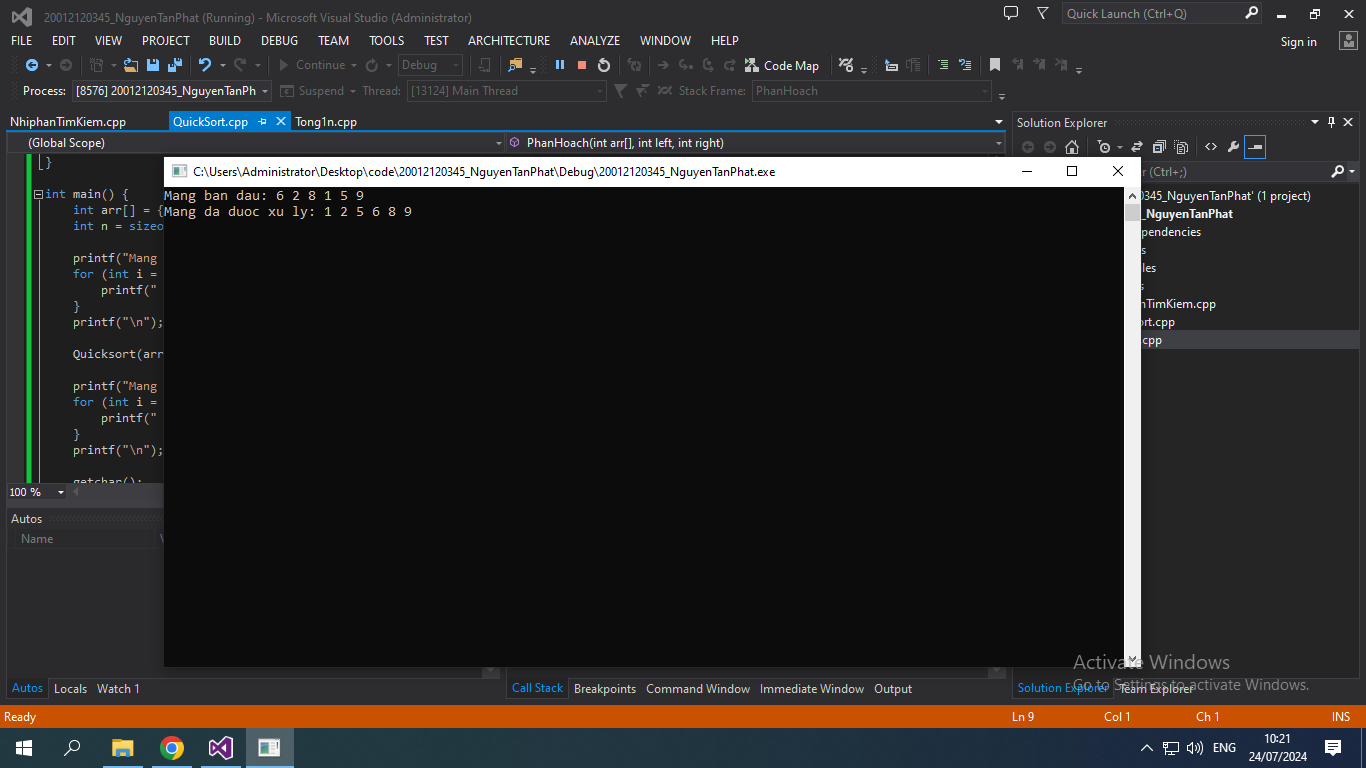 20012120345_NguyenTanPhat (Running) - Microsoft Visual Studio (Administrator)
Quick Launch (Ctrl+Q)
FILE EDIT VIEW PROJECT BUILD DEBUG TEAM TOOLS TEST ARCHITECTURE ANALYZE WINDOW HELP
Sign in
Continue Debug Code Map
Process: [8576] 20012120345_NguyenTanPh Suspend Thread: [13124] Main Thread Stack Frame: PhanHoach
NhiphanTimKiem.cpp QuickSort.cpp Tong1n.cpp
Solution Explorer
(Global Scope) PhanHoach(int arr[], int left, int right)
}
C:\Users\Administrator\Desktop\code\20012120345_NguyenTanPhat\Debug\20012120345_NguyenTanPhat.exe
(Ctrl+;)
Mang ban dau: 6 2 8 1 5 9
Mang da duoc xu ly: 1 2 5 6 8 9
int main() {
int arr[] = {
int n = sizeo
printf("Mang
for (int i =
printf("
}
printf("\n");
Quicksort(arr
printf("Mang
for (int i =
printf("
}
printf("\n");
getchar();
0345_NguyenTanPhat' (1 project)
_NguyenTanPhat
pendencies
s
les
s
nTimKiem.cpp
ort.cpp
.cpp
100 %
Autos
Name
Autos Locals Watch 1
Call Stack Breakpoints Command Window Immediate Window Output
Solution Explorer Team Explorer
Activate Windows
Go to Settings to activate Windows.
Ready Ln 9 Col 1 Ch 1 INS
ENG
10:21
24/07/2024